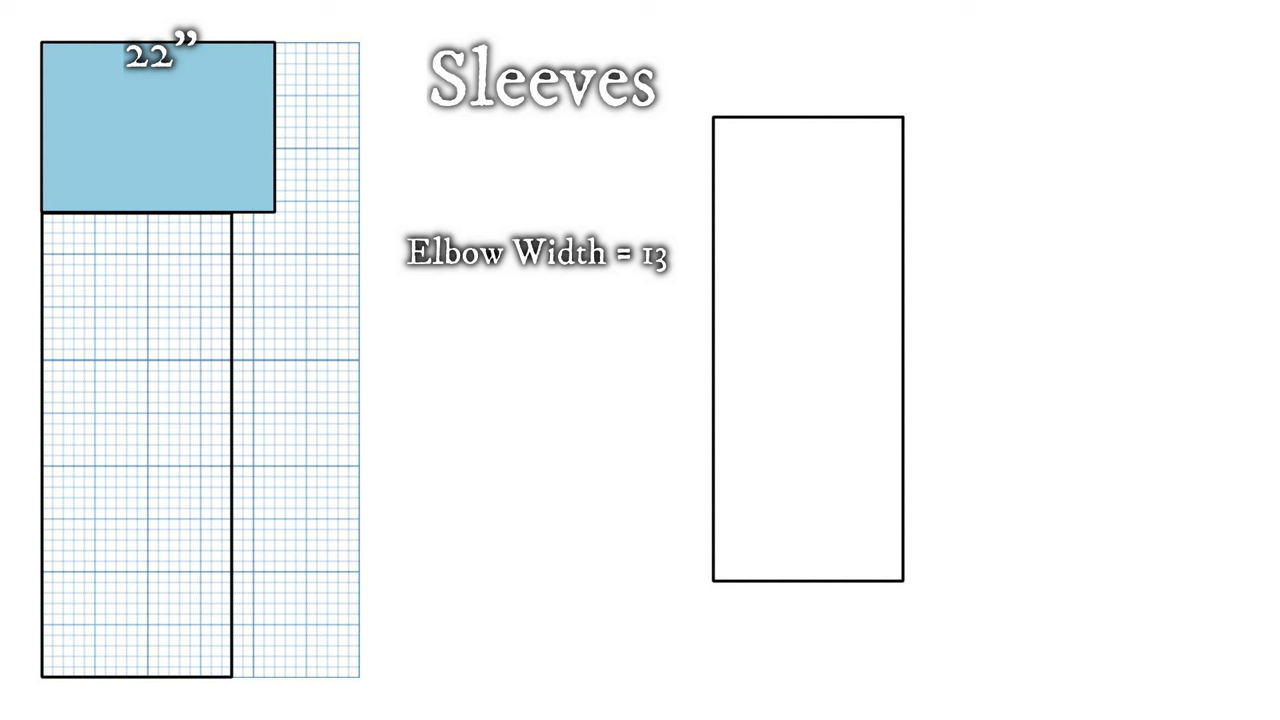 22”
Sleeves
Elbow Width = 13